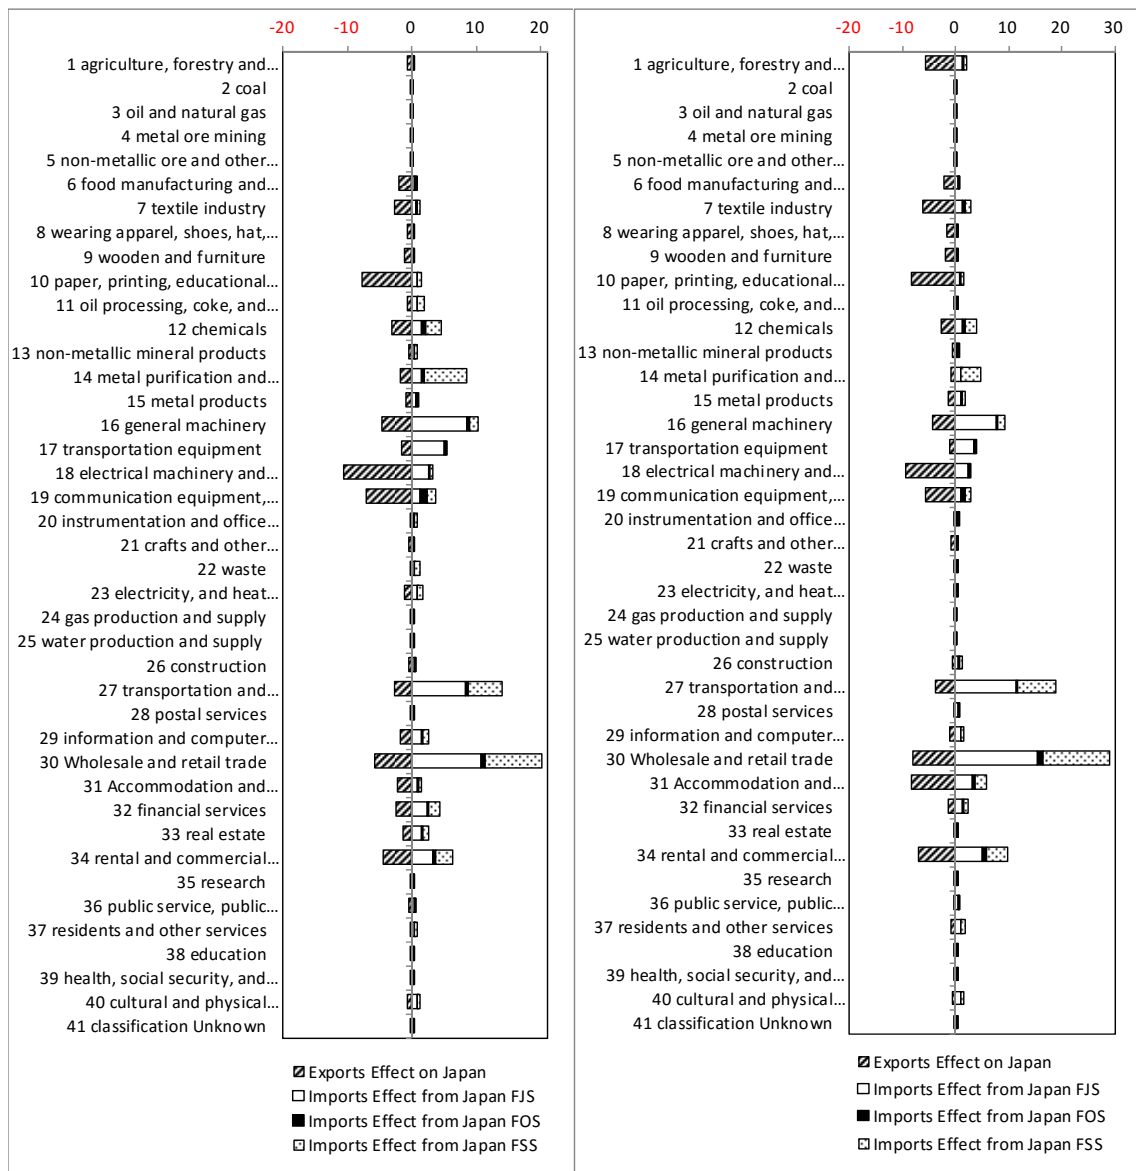 -20 -10 0 10 20
1 agriculture, forestry and...
2 coal
3 oil and natural gas
4 metal ore mining
5 non-metallic ore and other...
6 food manufacturing and...
7 textile industry
8 wearing apparel, shoes, hat,...
9 wooden and furniture
10 paper, printing, educational...
11 oil processing, coke, and...
12 chemicals
13 non-metallic mineral products
14 metal purification and...
15 metal products
16 general machinery
17 transportation equipment
18 electrical machinery and...
19 communication equipment,...
20 instrumentation and office...
21 crafts and other...
22 waste
23 electricity, and heat...
24 gas production and supply
25 water production and supply
26 construction
27 transportation and...
28 postal services
29 information and computer...
30 Wholesale and retail trade
31 Accommodation and...
32 financial services
33 real estate
34 rental and commercial...
35 research
36 public service, public...
37 residents and other services
38 education
39 health, social security, and...
40 cultural and physical...
41 classification Unknown
Exports Effect on Japan
Imports Effect from Japan FJS
Imports Effect from Japan FOS
Imports Effect from Japan FSS
-20 -10 0 10 20 30
1 agriculture, forestry and...
2 coal
3 oil and natural gas
4 metal ore mining
5 non-metallic ore and other...
6 food manufacturing and...
7 textile industry
8 wearing apparel, shoes, hat,...
9 wooden and furniture
10 paper, printing, educational...
11 oil processing, coke, and...
12 chemicals
13 non-metallic mineral products
14 metal purification and...
15 metal products
16 general machinery
17 transportation equipment
18 electrical machinery and...
19 communication equipment,...
20 instrumentation and office...
21 crafts and other...
22 waste
23 electricity, and heat...
24 gas production and supply
25 water production and supply
26 construction
27 transportation and...
28 postal services
29 information and computer...
30 Wholesale and retail trade
31 Accommodation and...
32 financial services
33 real estate
34 rental and commercial...
35 research
36 public service, public...
37 residents and other services
38 education
39 health, social security, and...
40 cultural and physical...
41 classification Unknown
Exports Effect on Japan
Imports Effect from Japan FJS
Imports Effect from Japan FOS
Imports Effect from Japan FSS